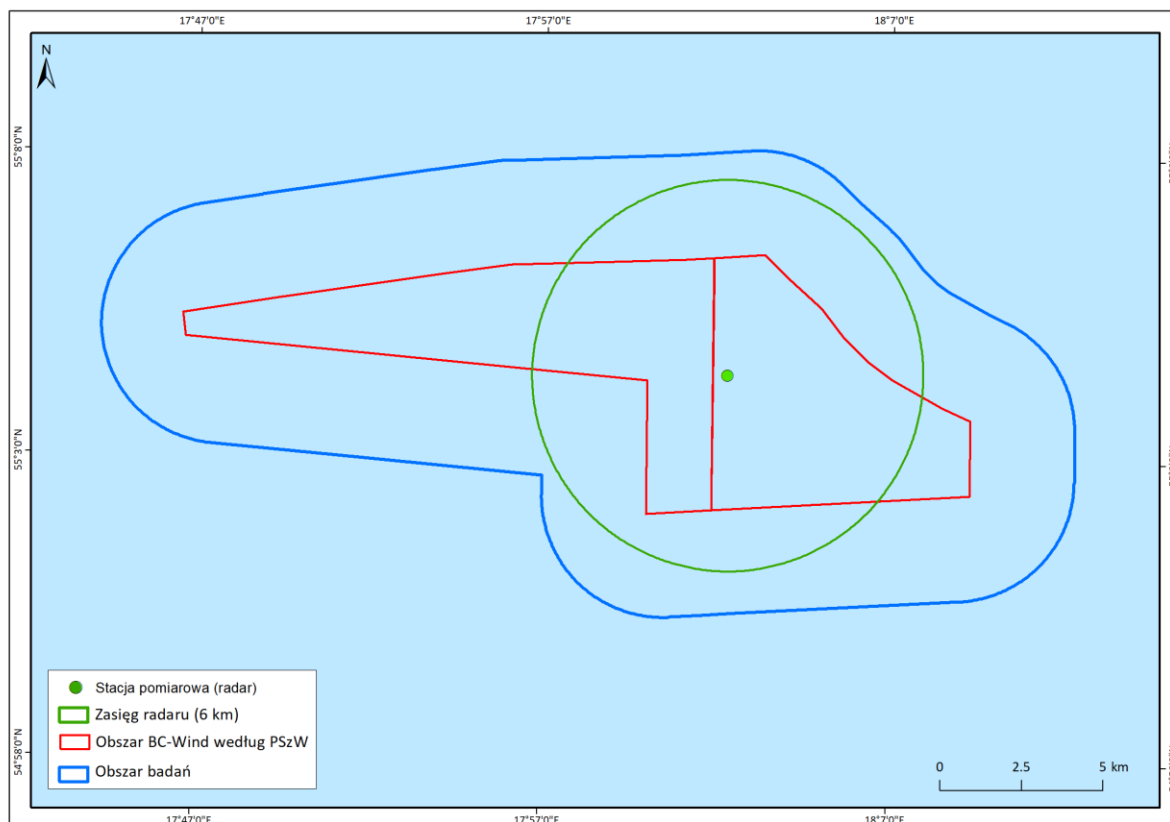 17°47'0"E 17°57'0"E 18°7'0"E
N
55°8'0"N
55°3'0"N
54°58'0"N
Stacja pomiarowa (radar)
Zasięg radaru (6 km)
Obszar BC-Wind według PSzW
Obszar badań
0 2.5 5 km
17°47'0"E 17°57'0"E 18°7'0"E